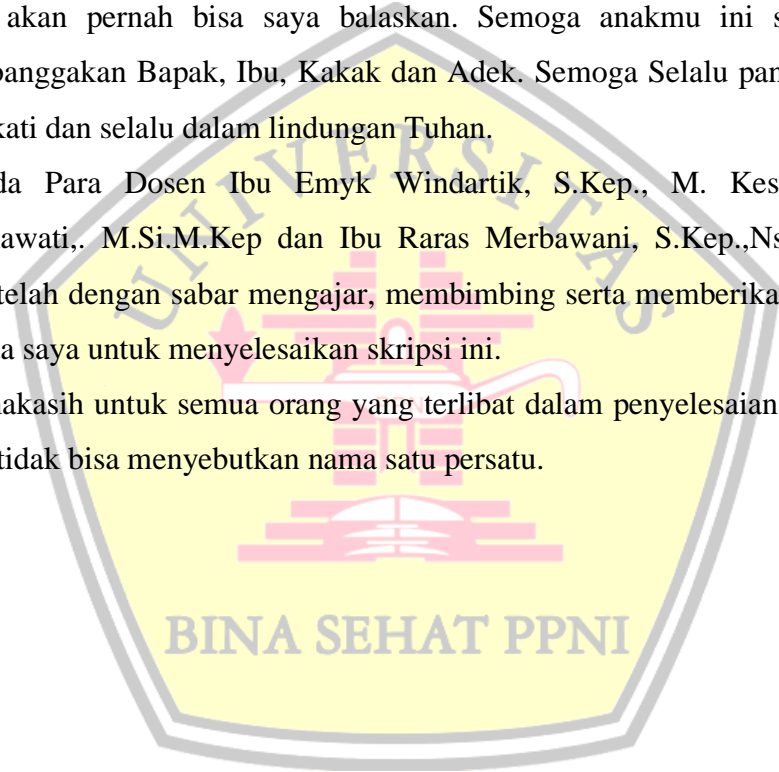 akan pernah bisa saya balaskan. Semoga anakmu ini s
banggakan Bapak, Ibu, Kakak dan Adek. Semoga Selalu pan
kati dan selalu dalam lindungan Tuhan.
da Para Dosen Ibu Emyk Windartik, S.Kep., M. Kes
awati,. M.Si.M.Kep dan Ibu Raras Merbawani, S.Kep.,Ns
telah dengan sabar mengajar, membimbing serta memberika
a saya untuk menyelesaikan skripsi ini.
akasih untuk semua orang yang terlibat dalam penyelesaian
tidak bisa menyebutkan nama satu persatu.
UNIVERSITAS
BINA SEHAT PPNI